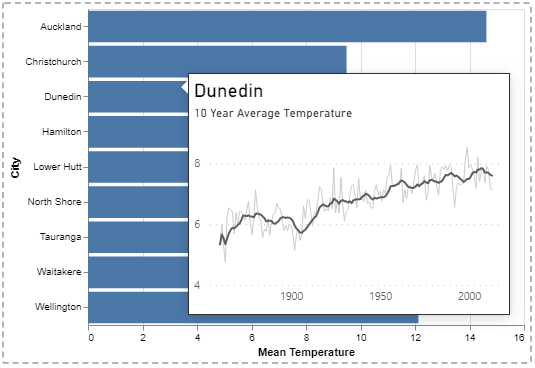 Auckland
Christchurch
Dunedin
Hamilton
Lower Hutt
North Shore
Tauranga
Waitakere
Wellington
City
0 2 4 6 8 10 12 14 16
Mean Temperature
Dunedin
10 Year Average Temperature
8
6
4
1900 1950 2000